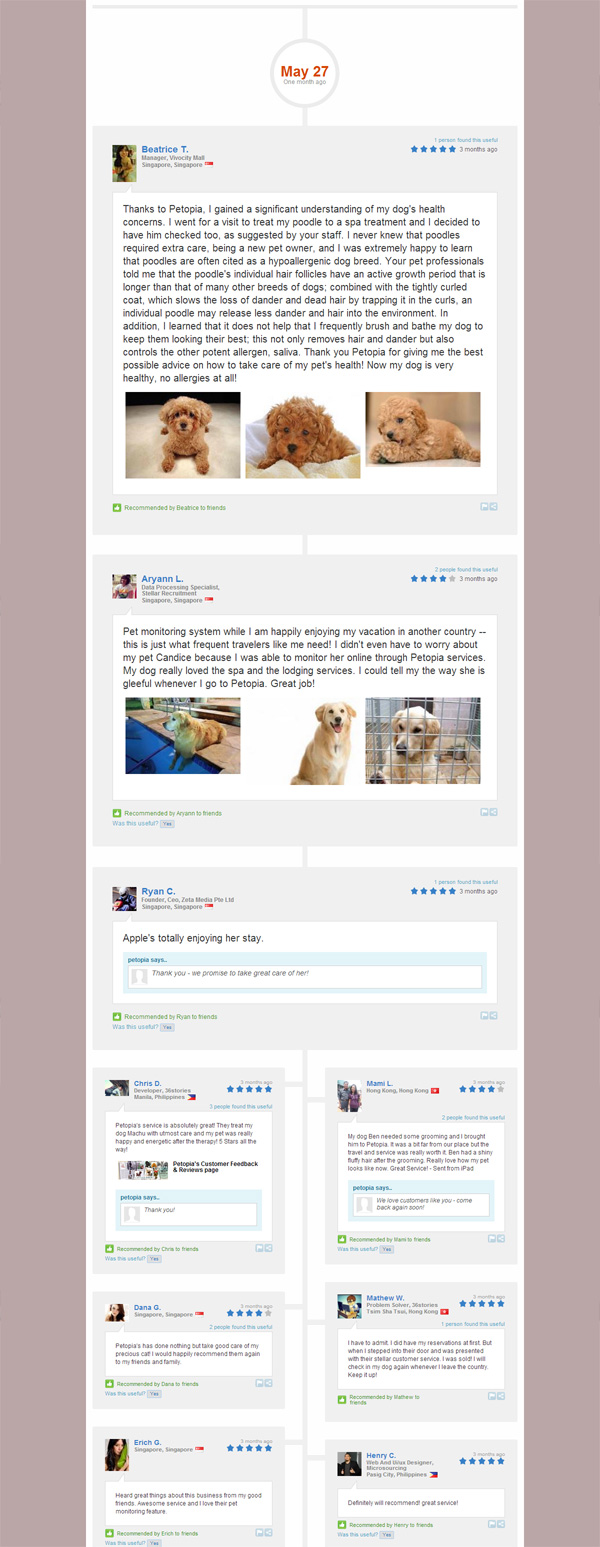 May 27
One month ago
1 person found this useful
Beatrice T.
3 months ago
Manager, Vivocity Mall
Singapore, Singapore
Thanks to Petopia, I gained a significant understanding of my dog's health
concerns. I went for a visit to treat my poodle to a spa treatment and I decided to
have him checked too, as suggested by your staff. I never knew that poodles
required extra care, being a new pet owner, and I was extremely happy to learn
that poodles are often cited as a hypoallergenic dog breed. Your pet professionals
told me that the poodle's individual hair follicles have an active growth period that is
longer than that of many other breeds of dogs; combined with the tightly curled
coat, which slows the loss of dander and dead hair by trapping it in the curls, an
individual poodle may release less dander and hair into the environment. In
addition, I learned that it does not help that I frequently brush and bathe my dog to
keep them looking their best; this not only removes hair and dander but also
controls the other potent allergen, saliva. Thank you Petopia for giving me the best
possible advice on how to take care of my pet's health! Now my dog is very
healthy, no allergies at all!
Recommended by Beatrice to friends
2 people found this useful
Aryann L.
3 months ago
Data Processing Specialist,
Stellar Recruitment
Singapore, Singapore
Pet monitoring system while I am happily enjoying my vacation in another country --
this is just what frequent travelers like me need! I didn't even have to worry about
my pet Candice because I was able to monitor her online through Petopia services.
My dog really loved the spa and the lodging services. I could tell my the way she is
gleeful whenever I go to Petopia. Great job!
Recommended by Aryann to friends
Was this useful? Yes
1 person found this useful
Ryan C.
3 months ago
Founder, Ceo, Zeta Media Pte Ltd
Singapore, Singapore
Apple's totally enjoying her stay.
petopia says..
Thank you - we promise to take great care of her!
Recommended by Ryan to friends
Was this useful? Yes
3 months ago
Chris D.
Developer, 36stories
Manila, Philippines
3 people found this useful
Petopia's service is absolutely great! They treat my
dog Machu with utmost care and my pet was really
happy and energetic after the therapy! 5 Stars all the
way!
Petopia's Customer Feedback
& Reviews page
petopia says..
Thank you!
Recommended by Chris to friends
Was this useful? Yes
3 months ago
Mami L.
Hong Kong, Hong Kong
2 people found this useful
My dog Ben needed some grooming and I brought
him to Petopia. It was a bit far from our place but the
travel and service was really worth it. Ben had a shiny
fluffy hair after the grooming. Really love how my pet
looks like now. Great Service! - Sent from iPad
petopia says..
We love customers like you - come
back again soon!
Recommended by Mami to friends
Was this useful? Yes
3 months ago
Dana G.
Singapore, Singapore
2 people found this useful
Petopia's has done nothing but take good care of my
precious cat! I would happily recommend them again
to my friends and family.
Recommended by Dana to friends
Was this useful? Yes
3 months ago
Mathew W.
Problem Solver, 36stories
Tsim Sha Tsui, Hong Kong
1 person found this useful
I have to admit. I did have my reservations at first. But
when I stepped into their door and was presented
with their stellar customer service. I was sold! I will
check in my dog again whenever I leave the country.
Keep it up!
Recommended by Mathew to
friends
3 months ago
Erich G.
Singapore, Singapore
Heard great things about this business from my good
friends. Awesome service and I love their pet
monitoring feature.
Recommended by Erich to friends
Was this useful? Yes
3 months ago
Henry C.
Web And Wux Designer,
Microsourcing
Pasig City, Philippines
Definitely will recommend! great service!
Recommended by Henry to friends
Was this useful? Yes